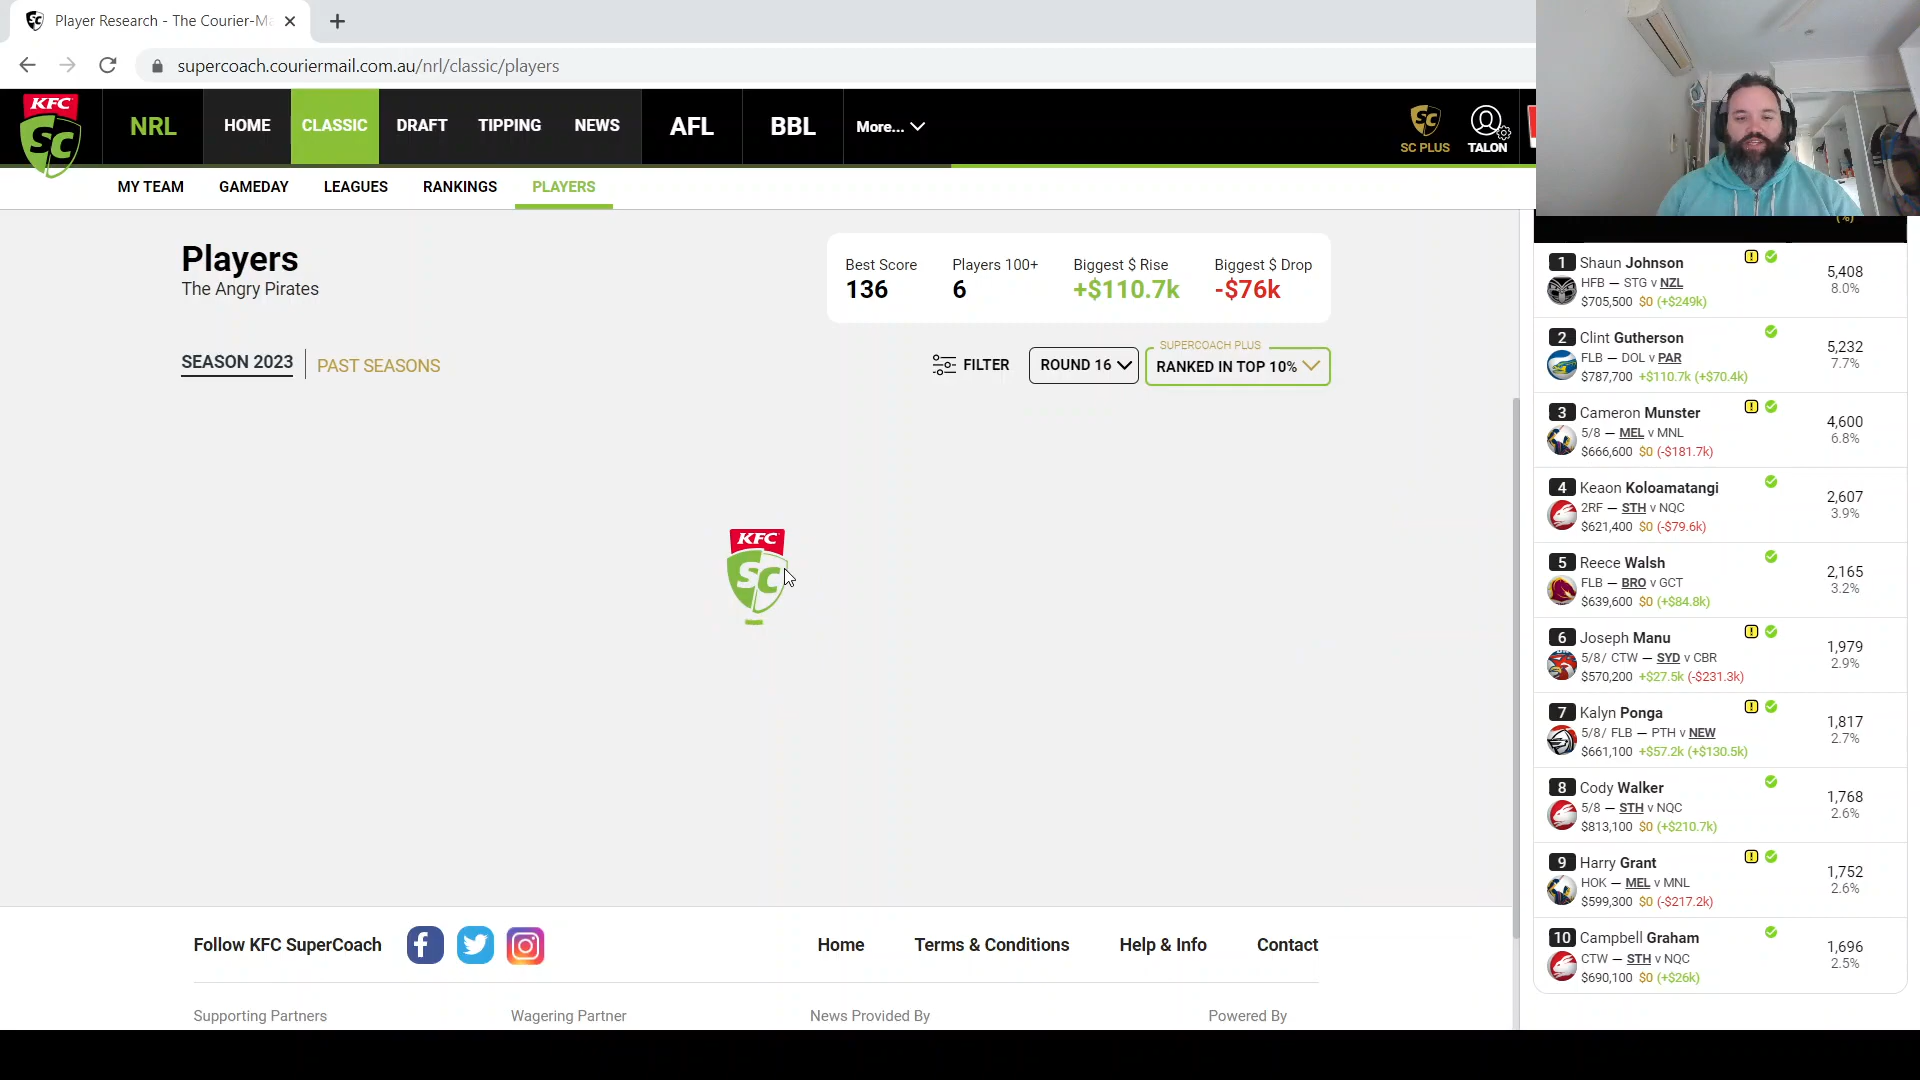 Player Research - The Courier-Ma
supercoach.couriermail.com.au/nrl/classic/players
KFC SC
NRL HOME CLASSIC DRAFT TIPPING NEWS AFL BBL More...
SC SC PLUS TALON
MY TEAM GAMEDAY LEAGUES RANKINGS PLAYERS
Players
The Angry Pirates
Best Score Players 100+ Biggest $ Rise Biggest $ Drop
136 6 +$110.7k -$76k
SEASON 2023 PAST SEASONS
FILTER ROUND 16 SUPERCOACH PLUS RANKED IN TOP 10%
KFC
SC
(%)
1 Shaun Johnson ! 5,408
HFB — STG v NZL 8.0%
$705,500 $0 (+$249k)
2 Clint Gutherson 5,232
FLB — DOL v PAR 7.7%
$787,700 +$110.7k (+$70.4k)
3 Cameron Munster ! 4,600
5/8 — MEL v MNL 6.8%
$666,600 $0 (-$181.7k)
4 Keaon Koloamatangi 2,607
2RF — STH v NQC 3.9%
$621,400 $0 (-$79.6k)
5 Reece Walsh 2,165
FLB — BRO v GCT 3.2%
$639,600 $0 (+$84.8k)
6 Joseph Manu ! 1,979
5/8/ CTW — SYD v CBR 2.9%
$570,200 +$27.5k (-$231.3k)
7 Kalyn Ponga ! 1,817
5/8/ FLB — PTH v NEW 2.7%
$661,100 +$57.2k (+$130.5k)
8 Cody Walker 1,768
5/8 — STH v NQC 2.6%
$813,100 $0 (+$210.7k)
9 Harry Grant ! 1,752
HOK — MEL v MNL 2.6%
$599,300 $0 (-$217.2k)
10 Campbell Graham 1,696
CTW — STH v NQC 2.5%
$690,100 $0 (+$26k)
Follow KFC SuperCoach Home Terms & Conditions Help & Info Contact
Supporting Partners Wagering Partner News Provided By Powered By